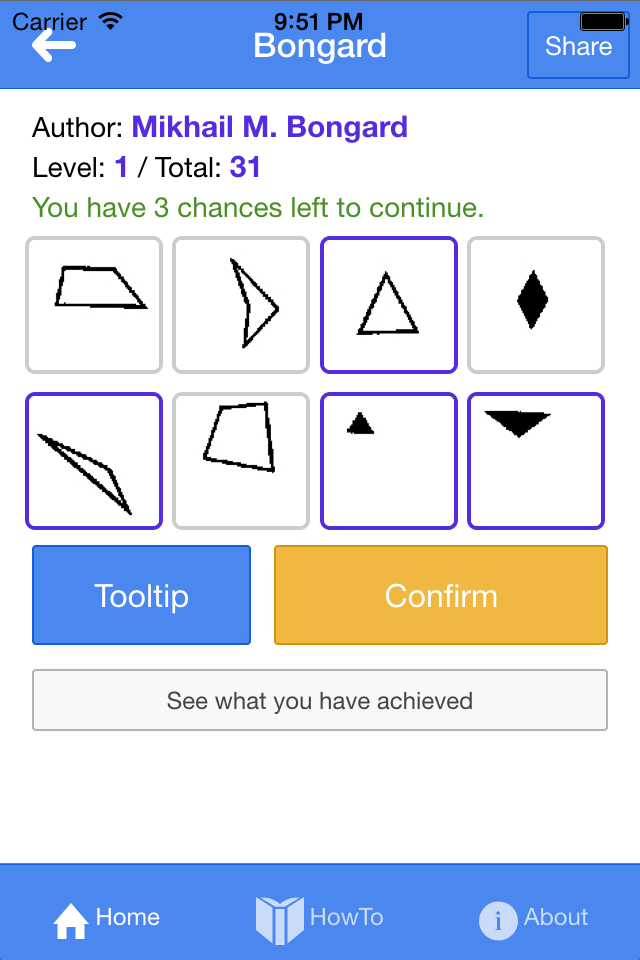 Carrier 9:51 PM
Bongard
Share
Author: Mikhail M. Bongard
Level: 1 / Total: 31
You have 3 chances left to continue.
Tooltip
Confirm
See what you have achieved
Home
HowTo
About